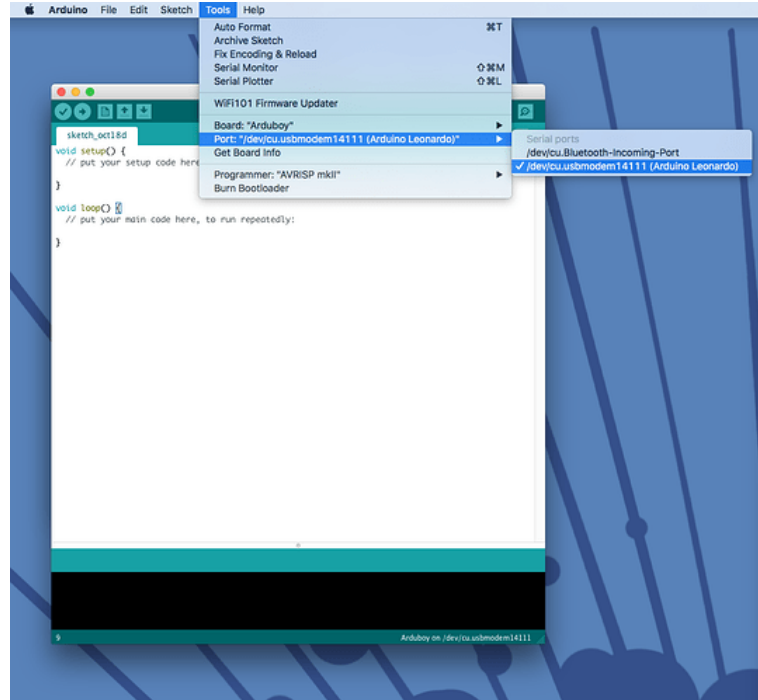 Arduino File Edit Sketch Tools Help
Auto Format ⌘T
Archive Sketch
Fix Encoding & Reload
Serial Monitor ⇧⌘M
Serial Plotter ⇧⌘L
WiFi101 Firmware Updater
Board: "Arduboy"
Port: "/dev/cu.usbmodem14111 (Arduino Leonardo)"
Get Board Info
Programmer: "AVRISP mkII"
Burn Bootloader
Serial ports
/dev/cu.Bluetooth-Incoming-Port
✓ /dev/cu.usbmodem14111 (Arduino Leonardo)
sketch_oct18d
void setup() {
// put your setup code here
}
void loop() {
// put your main code here, to run repeatedly:
}
9 Arduboy on /dev/cu.usbmodem14111